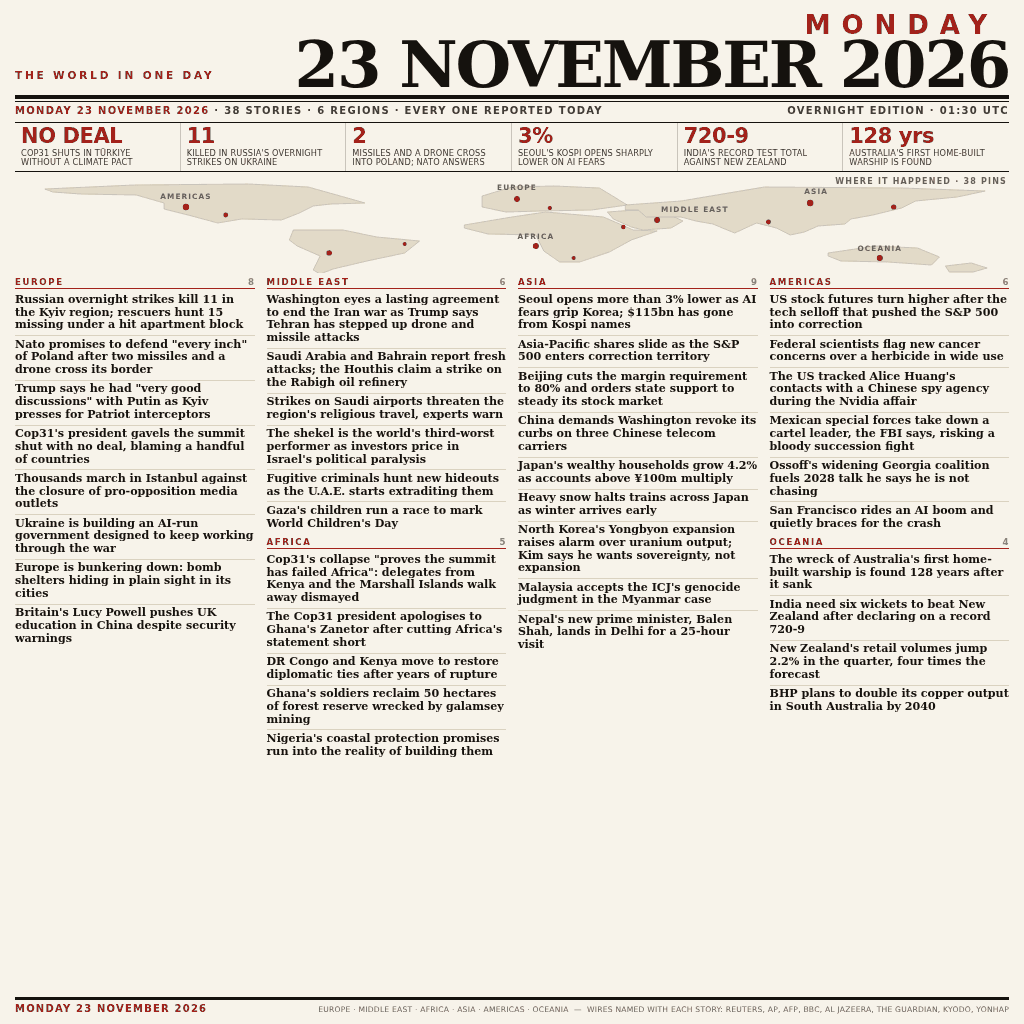 MONDAY
23 NOVEMBER 2026
THE WORLD IN ONE DAY
MONDAY 23 NOVEMBER 2026 · 38 STORIES · 6 REGIONS · EVERY ONE REPORTED TODAY
OVERNIGHT EDITION · 01:30 UTC
NO DEAL
COP31 SHUTS IN TÜRKIYE
WITHOUT A CLIMATE PACT
11
KILLED IN RUSSIA'S OVERNIGHT
STRIKES ON UKRAINE
2
MISSILES AND A DRONE CROSS
INTO POLAND; NATO ANSWERS
3%
SEOUL'S KOSPI OPENS SHARPLY
LOWER ON AI FEARS
720-9
INDIA'S RECORD TEST TOTAL
AGAINST NEW ZEALAND
128 yrs
AUSTRALIA'S FIRST HOME-BUILT
WARSHIP IS FOUND
WHERE IT HAPPENED · 38 PINS
AMERICAS
EUROPE
AFRICA
MIDDLE EAST
ASIA
OCEANIA
EUROPE 8
Russian overnight strikes kill 11 in
the Kyiv region; rescuers hunt 15
missing under a hit apartment block
Nato promises to defend "every inch"
of Poland after two missiles and a
drone cross its border
Trump says he had "very good
discussions" with Putin as Kyiv
presses for Patriot interceptors
Cop31's president gavels the summit
shut with no deal, blaming a handful
of countries
Thousands march in Istanbul against
the closure of pro-opposition media
outlets
Ukraine is building an AI-run
government designed to keep working
through the war
Europe is bunkering down: bomb
shelters hiding in plain sight in its
cities
Britain's Lucy Powell pushes UK
education in China despite security
warnings
MIDDLE EAST 6
Washington eyes a lasting agreement
to end the Iran war as Trump says
Tehran has stepped up drone and
missile attacks
Saudi Arabia and Bahrain report fresh
attacks; the Houthis claim a strike on
the Rabigh oil refinery
Strikes on Saudi airports threaten the
region's religious travel, experts warn
The shekel is the world's third-worst
performer as investors price in
Israel's political paralysis
Fugitive criminals hunt new hideouts
as the U.A.E. starts extraditing them
Gaza's children run a race to mark
World Children's Day
AFRICA 5
Cop31's collapse "proves the summit
has failed Africa": delegates from
Kenya and the Marshall Islands walk
away dismayed
The Cop31 president apologises to
Ghana's Zanetor after cutting Africa's
statement short
DR Congo and Kenya move to restore
diplomatic ties after years of rupture
Ghana's soldiers reclaim 50 hectares
of forest reserve wrecked by galamsey
mining
Nigeria's coastal protection promises
run into the reality of building them
ASIA 9
Seoul opens more than 3% lower as AI
fears grip Korea; $115bn has gone
from Kospi names
Asia-Pacific shares slide as the S&P
500 enters correction territory
Beijing cuts the margin requirement
to 80% and orders state support to
steady its stock market
China demands Washington revoke its
curbs on three Chinese telecom
carriers
Japan's wealthy households grow 4.2%
as accounts above ¥100m multiply
Heavy snow halts trains across Japan
as winter arrives early
North Korea's Yongbyon expansion
raises alarm over uranium output;
Kim says he wants sovereignty, not
expansion
Malaysia accepts the ICJ's genocide
judgment in the Myanmar case
Nepal's new prime minister, Balen
Shah, lands in Delhi for a 25-hour
visit
AMERICAS 6
US stock futures turn higher after the
tech selloff that pushed the S&P 500
into correction
Federal scientists flag new cancer
concerns over a herbicide in wide use
The US tracked Alice Huang's
contacts with a Chinese spy agency
during the Nvidia affair
Mexican special forces take down a
cartel leader, the FBI says, risking a
bloody succession fight
Ossoff's widening Georgia coalition
fuels 2028 talk he says he is not
chasing
San Francisco rides an AI boom and
quietly braces for the crash
OCEANIA 4
The wreck of Australia's first home-
built warship is found 128 years after
it sank
India need six wickets to beat New
Zealand after declaring on a record
720-9
New Zealand's retail volumes jump
2.2% in the quarter, four times the
forecast
BHP plans to double its copper output
in South Australia by 2040
MONDAY 23 NOVEMBER 2026
EUROPE · MIDDLE EAST · AFRICA · ASIA · AMERICAS · OCEANIA — WIRES NAMED WITH EACH STORY: REUTERS, AP, AFP, BBC, AL JAZEERA, THE GUARDIAN, KYODO, YONHAP